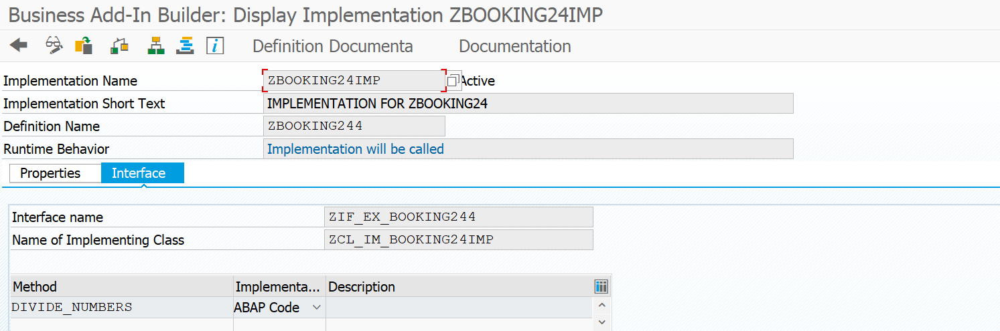 Business Add-In Builder: Display Implementation ZBOOKING24IMP
Definition Documenta Documentation
Implementation Name ZBOOKING24IMP Active
Implementation Short Text IMPLEMENTATION FOR ZBOOKING24
Definition Name ZBOOKING244
Runtime Behavior Implementation will be called
Properties Interface
Interface name ZIF_EX_BOOKING244
Name of Implementing Class ZCL_IM_BOOKING24IMP
Method Implementa... Description
DIVIDE_NUMBERS ABAP Code